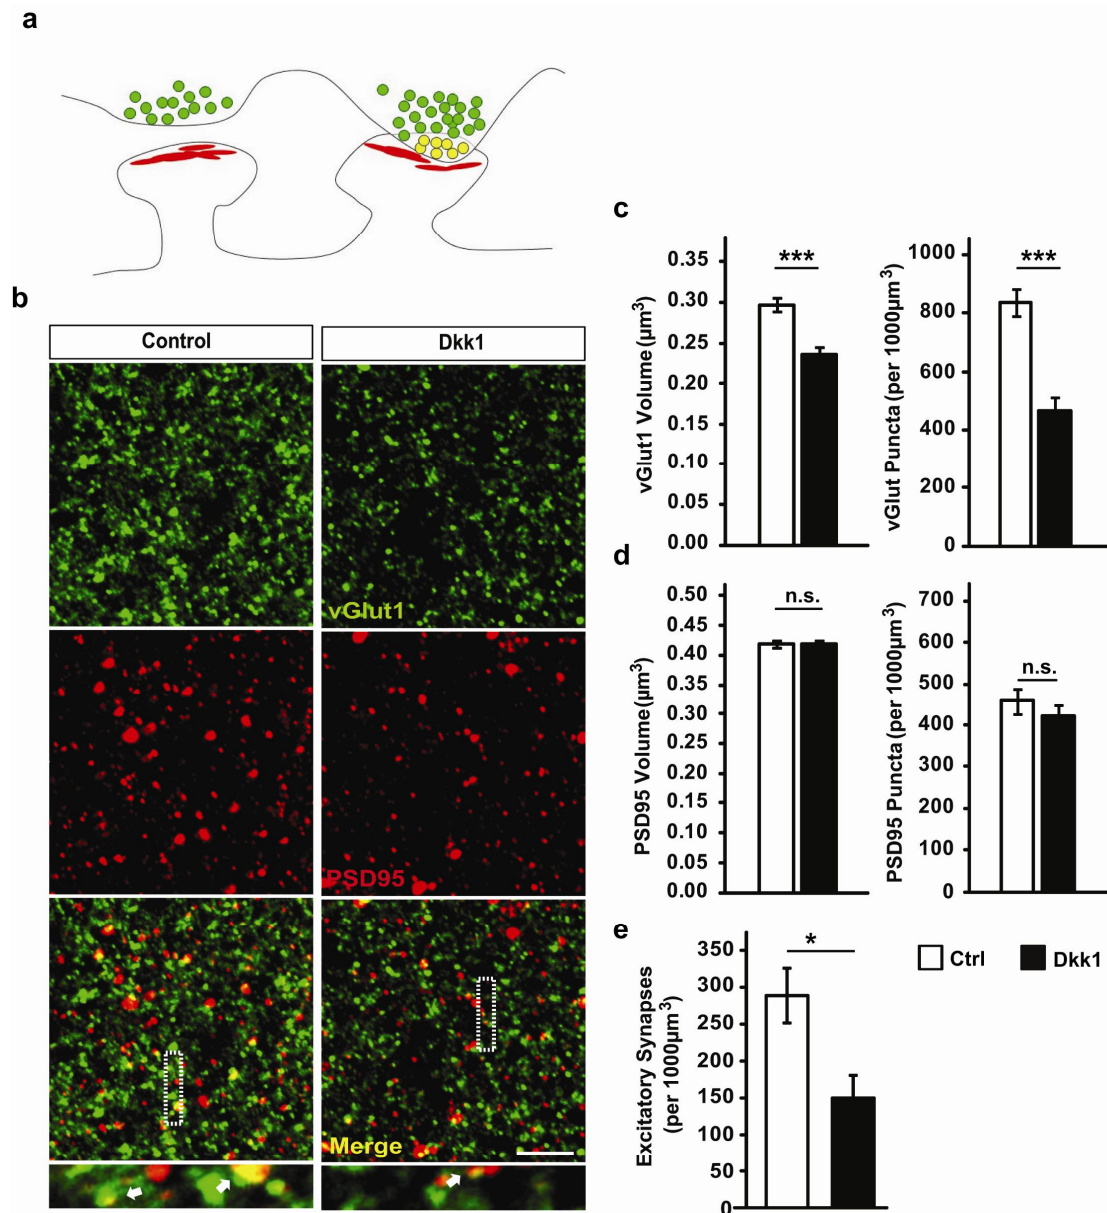 a
b
Control
Dkk1
vGlut1
PSD95
Merge
c
vGlut1 Volume (µm³)
0.35
0.30
0.25
0.20
0.15
0.10
0.05
0.00
***
vGlut Puncta (per 1000µm³)
1000
800
600
400
200
0
***
d
PSD95 Volume (µm³)
0.50
0.45
0.40
0.35
0.30
0.25
0.20
0.15
0.10
0.05
0.00
n.s.
PSD95 Puncta (per 1000µm³)
700
600
500
400
300
200
100
0
n.s.
e
Excitatory Synapses
(per 1000µm³)
350
300
250
200
150
100
50
0
*
Ctrl
Dkk1